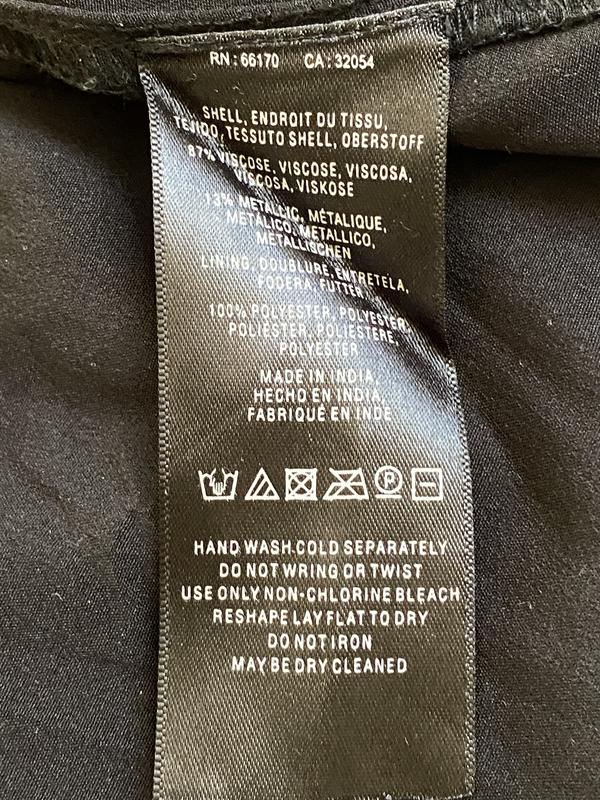 RN : 66170 CA : 32054
SHELL, ENDROIT DU TISSU,
TEJIDO, TESSUTO SHELL, OBERSTOFF
87% VISCOSE, VISCOSE, VISCOSA,
VISCOSA, VISKOSE
13% METALLIC, MÉTALIQUE,
METÁLICO, METALLICO,
METALLISCHEN
LINING, DOUBLURE, ENTRETELA,
FODERA, FUTTER
100% POLYESTER, POLYESTER,
POLIÉSTER, POLIESTERE,
POLYESTER
MADE IN INDIA,
HECHO EN INDIA,
FABRIQUÉ EN INDE
P
HAND WASH COLD SEPARATELY
DO NOT WRING OR TWIST
USE ONLY NON-CHLORINE BLEACH
RESHAPE LAY FLAT TO DRY
DO NOT IRON
MAY BE DRY CLEANED